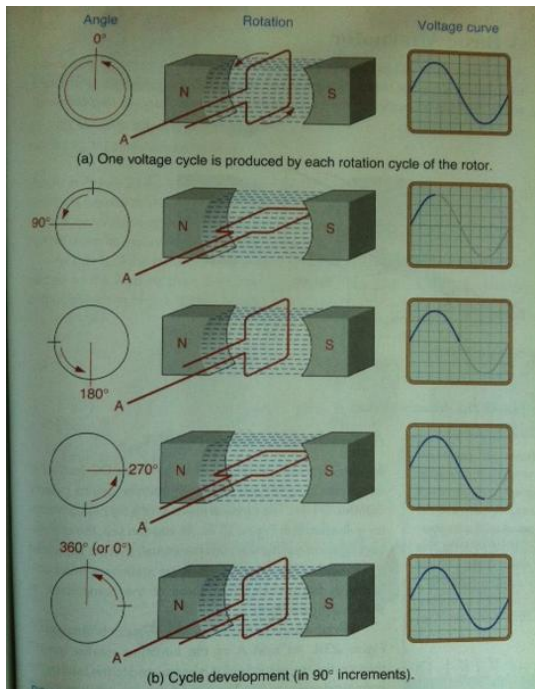 Angle Rotation Voltage curve
0°
N S
A
(a) One voltage cycle is produced by each rotation cycle of the rotor.
90°
N S
A
N S
180°
A
270°
N S
A
360° (or 0°)
N S
A
(b) Cycle development (in 90° increments).